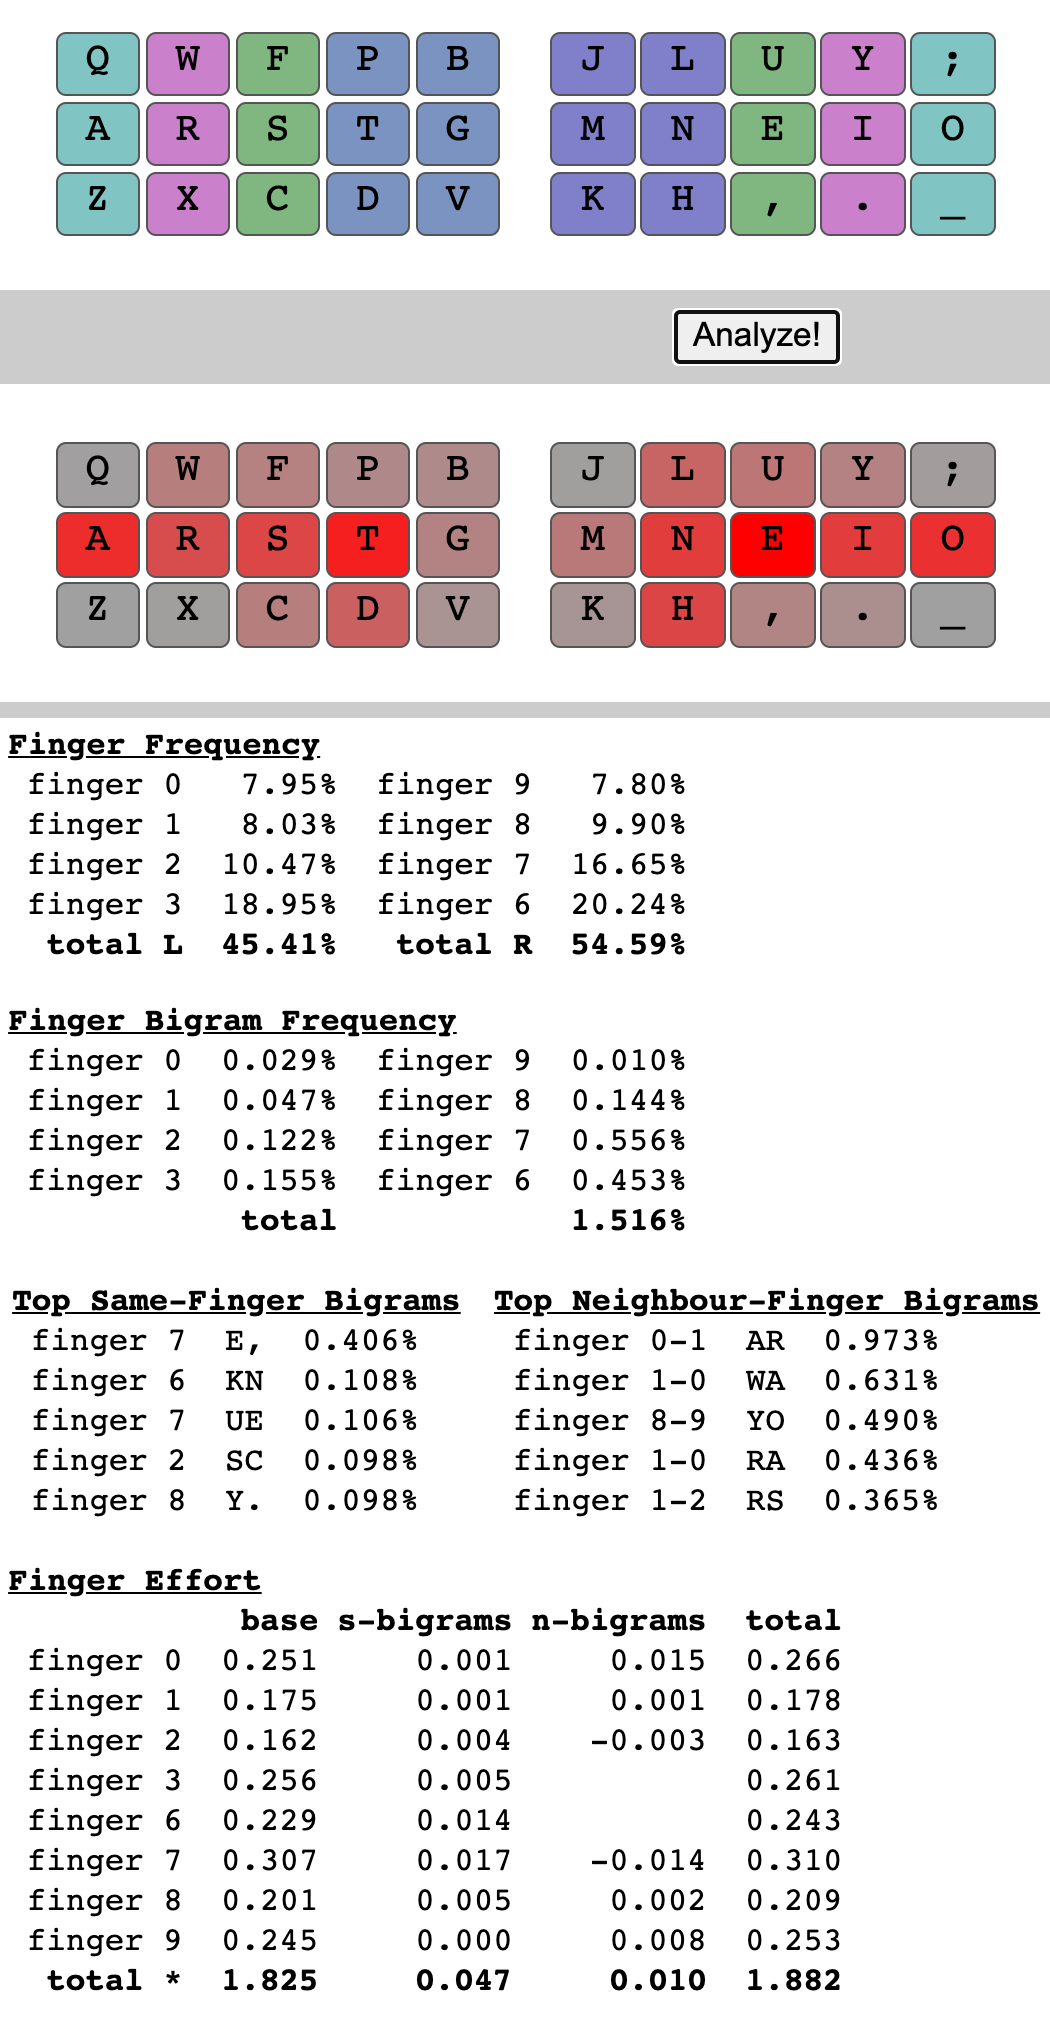 Q W F P B J L U Y ;
A R S T G M N E I O
Z X C D V K H , . _
Analyze!
Q W F P B J L U Y ;
A R S T G M N E I O
Z X C D V K H , . _
Finger Frequency
finger 0 7.95% finger 9 7.80%
finger 1 8.03% finger 8 9.90%
finger 2 10.47% finger 7 16.65%
finger 3 18.95% finger 6 20.24%
total L 45.41% total R 54.59%
Finger Bigram Frequency
finger 0 0.029% finger 9 0.010%
finger 1 0.047% finger 8 0.144%
finger 2 0.122% finger 7 0.556%
finger 3 0.155% finger 6 0.453%
total 1.516%
Top Same-Finger Bigrams Top Neighbour-Finger Bigrams
finger 7 E, 0.406% finger 0-1 AR 0.973%
finger 6 KN 0.108% finger 1-0 WA 0.631%
finger 7 UE 0.106% finger 8-9 YO 0.490%
finger 2 SC 0.098% finger 1-0 RA 0.436%
finger 8 Y. 0.098% finger 1-2 RS 0.365%
Finger Effort
base s-bigrams n-bigrams total
finger 0 0.251 0.001 0.015 0.266
finger 1 0.175 0.001 0.001 0.178
finger 2 0.162 0.004 -0.003 0.163
finger 3 0.256 0.005 0.261
finger 6 0.229 0.014 0.243
finger 7 0.307 0.017 -0.014 0.310
finger 8 0.201 0.005 0.002 0.209
finger 9 0.245 0.000 0.008 0.253
total * 1.825 0.047 0.010 1.882